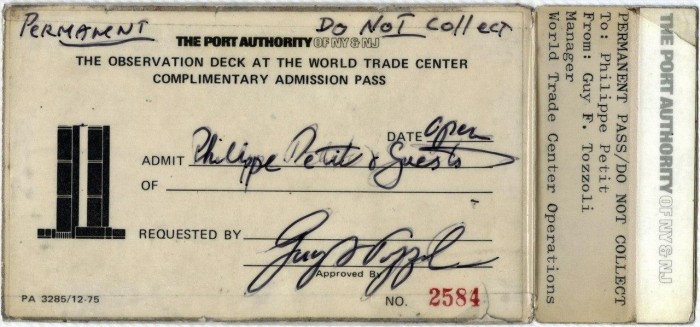 PERMANENT
DO NOT Collect
THE PORT AUTHORITY OF NY & NJ
THE OBSERVATION DECK AT THE WORLD TRADE CENTER
COMPLIMENTARY ADMISSION PASS
DATE Open
ADMIT Philippe Petit & Guests
OF
REQUESTED BY
Guy F. Tozzoli
Approved By
PA 3285/12-75
NO. 2584
PERMANENT PASS/DO NOT COLLECT
To: Philippe Petit
From: Guy F. Tozzoli
Manager
World Trade Center Operations
THE PORT AUTHORITY OF NY & NJ